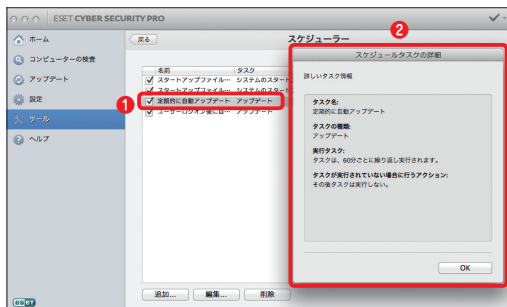 ESET CYBER SECURITY PRO
ホーム
コンピューターの検査
アップデート
設定
ツール
ヘルプ
戻る
スケジューラー
名前 タスク
スタートアップファイル… システムのスタート
スタートアップファイル… システムのスタート
定期的に自動アップデート アップデート
ユーザーログオン後に自… アップデート
1
2
スケジュールタスクの詳細
詳しいタスク情報
タスク名:
定期的に自動アップデート
タスクの種類:
アップデート
実行タスク:
タスクは、60分ごとに繰り返し実行されます。
タスクが実行されていない場合に行うアクション:
その後タスクは実行しない。
OK
追加... 編集... 削除
eset